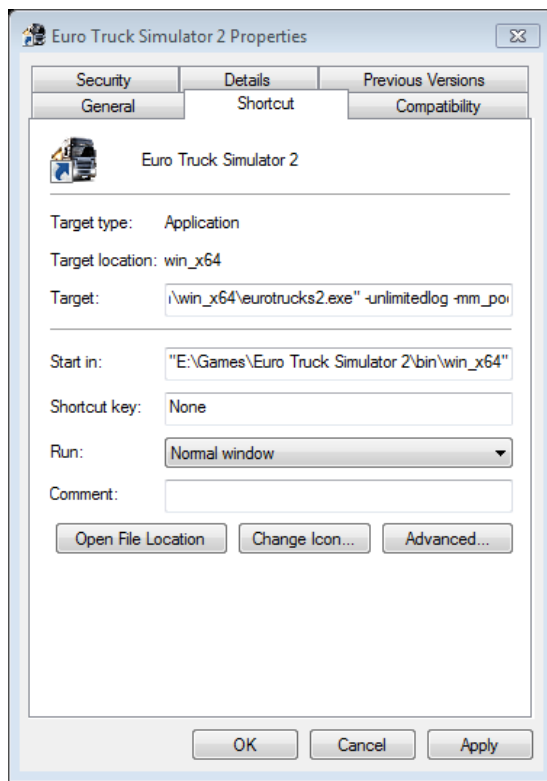 Euro Truck Simulator 2 Properties
Security Details Previous Versions
General Shortcut Compatibility
Euro Truck Simulator 2
Target type: Application
Target location: win_x64
Target: \win_x64\eurotrucks2.exe" -unlimitedlog -mm_po
Start in: "E:\Games\Euro Truck Simulator 2\bin\win_x64"
Shortcut key: None
Run: Normal window
Comment:
Open File Location Change Icon... Advanced...
OK Cancel Apply